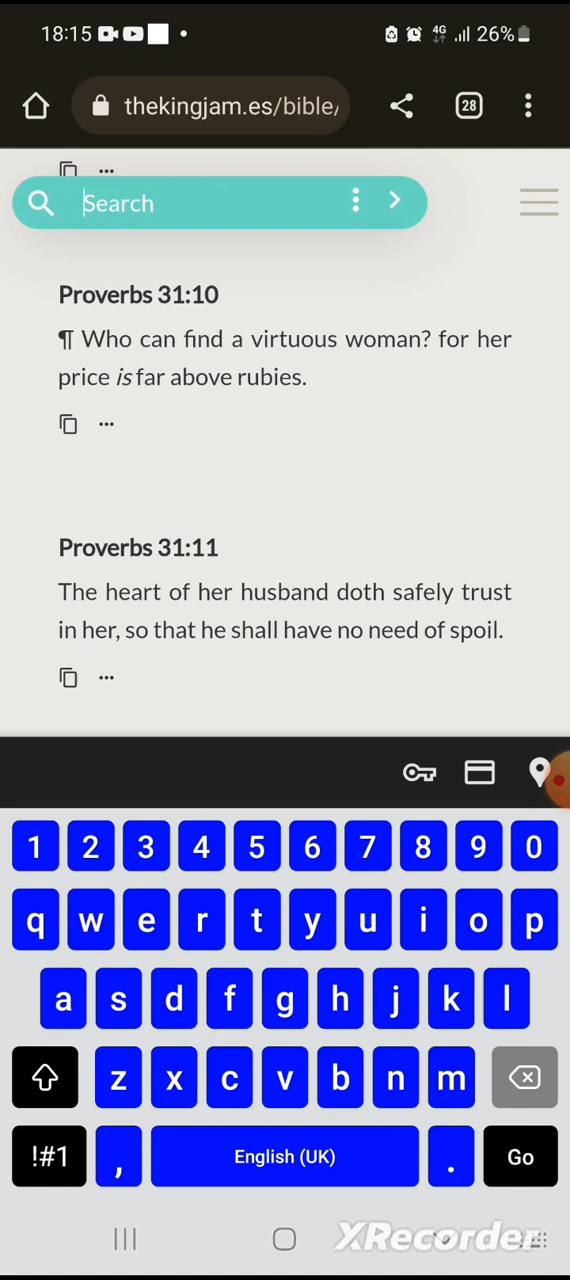 18:15 4G 26%
thekingjam.es/bible/ 28
Search
Proverbs 31:10
¶ Who can find a virtuous woman? for her
price is far above rubies.
Proverbs 31:11
The heart of her husband doth safely trust
in her, so that he shall have no need of spoil.
1 2 3 4 5 6 7 8 9 0
q w e r t y u i o p
a s d f g h j k l
z x c v b n m
!#1 , English (UK) . Go
XRecorder